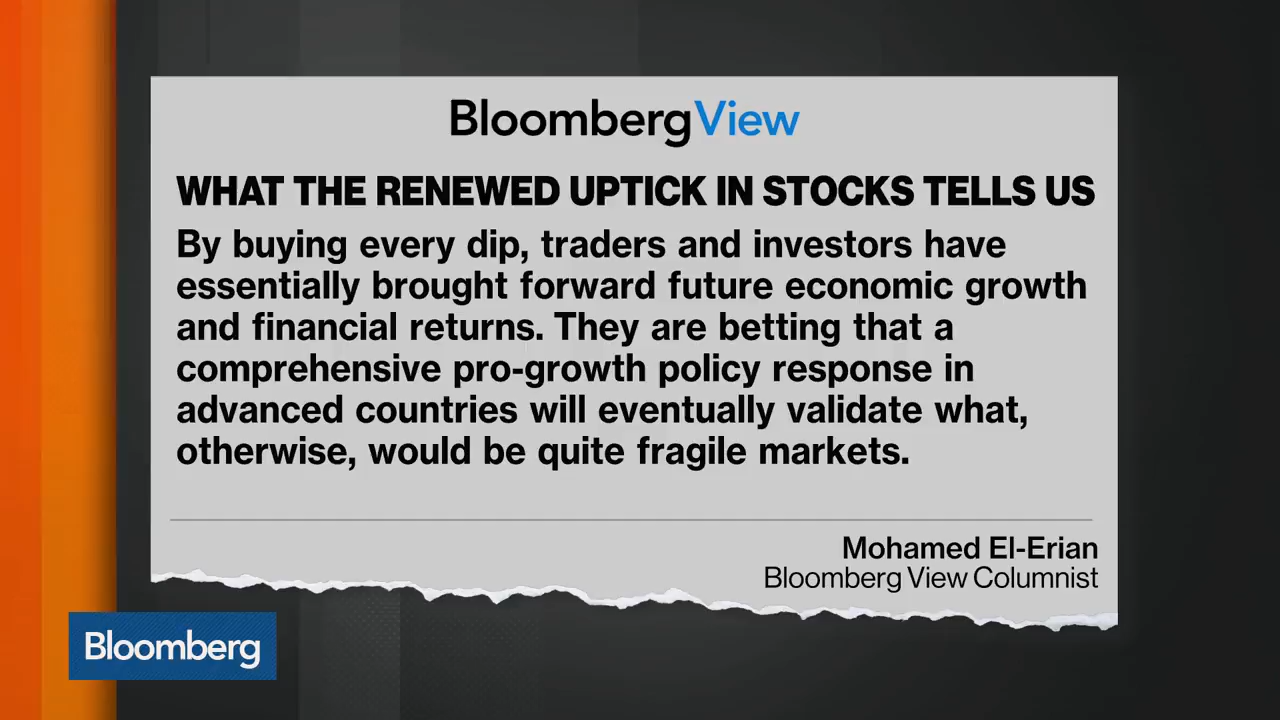 BloombergView
WHAT THE RENEWED UPTICK IN STOCKS TELLS US
By buying every dip, traders and investors have
essentially brought forward future economic growth
and financial returns. They are betting that a
comprehensive pro-growth policy response in
advanced countries will eventually validate what,
otherwise, would be quite fragile markets.
Mohamed El-Erian
Bloomberg View Columnist
Bloomberg